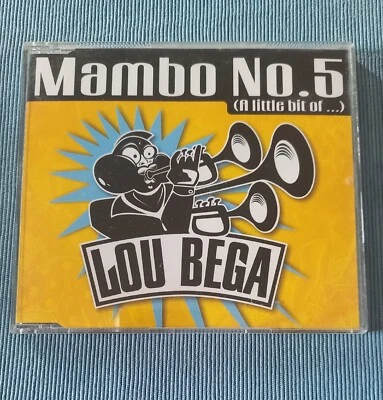 Mambo No.5
(A little bit of ...)
LOU BEGA